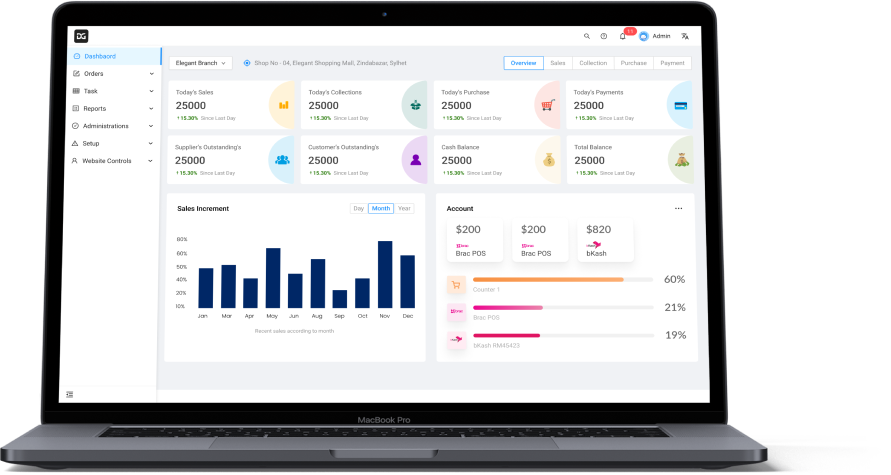 DG
11
Admin
Dashbaord
Orders
Task
Reports
Administrations
Setup
Website Controls
Elegant Branch
Shop No - 04, Elegant Shopping Mall, Zindabazar, Sylhet
Overview Sales Collection Purchase Payment
Today's Sales
25000
15.30% Since Last Day
Today's Collections
25000
15.30% Since Last Day
Today's Purchase
25000
15.30% Since Last Day
Today's Payments
25000
15.30% Since Last Day
Supplier's Outstanding's
25000
15.30% Since Last Day
Customer's Outstanding's
25000
15.30% Since Last Day
Cash Balance
25000
15.30% Since Last Day
Total Balance
25000
15.30% Since Last Day
Sales Increment
Day Month Year
80%
60%
50%
40%
20%
10%
Jan Mar Apr May Jun Aug Sep Oct Nov Dec
Recent sales according to month
Account
$200
Brac POS
$200
Brac POS
$820
bKash
Counter 1
60%
Brac POS
21%
bKash RM45423
19%
MacBook Pro